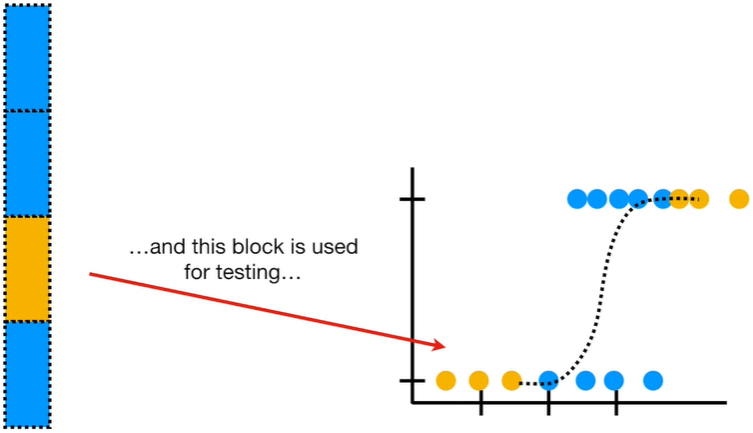 …and this block is used
for testing…